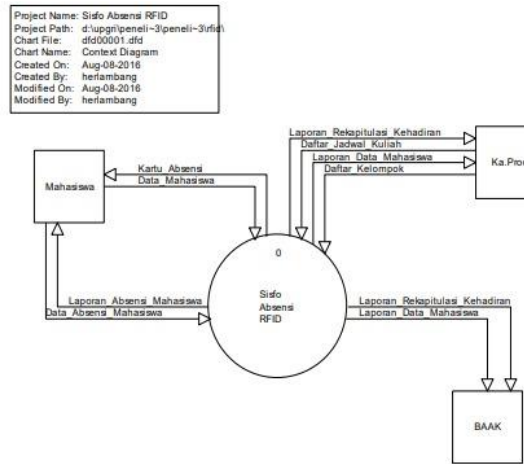 Project Name: Sisfo Absensi RFID
Project Path: d:\upgri\peneli~3\peneli~3\rfid\
Chart File: dfd00001.dfd
Chart Name: Context Diagram
Created On: Aug-08-2016
Created By: herlambang
Modified On: Aug-08-2016
Modified By: herlambang
Laporan_Rekapitulasi_Kehadiran
Daftar_Jadwal_Kuliah
Laporan_Data_Mahasiswa
Daftar_Kelompok
Ka.Prod
Kartu_Absensi
Data_Mahasiswa
Mahasiswa
0
Sisfo
Absensi
RFID
Laporan_Absensi_Mahasiswa
Data_Absensi_Mahasiswa
Laporan_Rekapitulasi_Kehadiran
Laporan_Data_Mahasiswa
BAAK